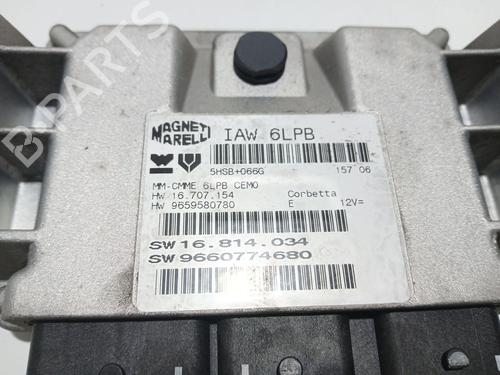 B PARTS
MAGNETI MARELLI
IAW 6LPB
5HSB+066G 157 06
MM-CMME 6LPB CEMO
HW 16.707.154 Corbetta
HW 9659580780 E 12V=
SW 16.814.034
SW 9660774680